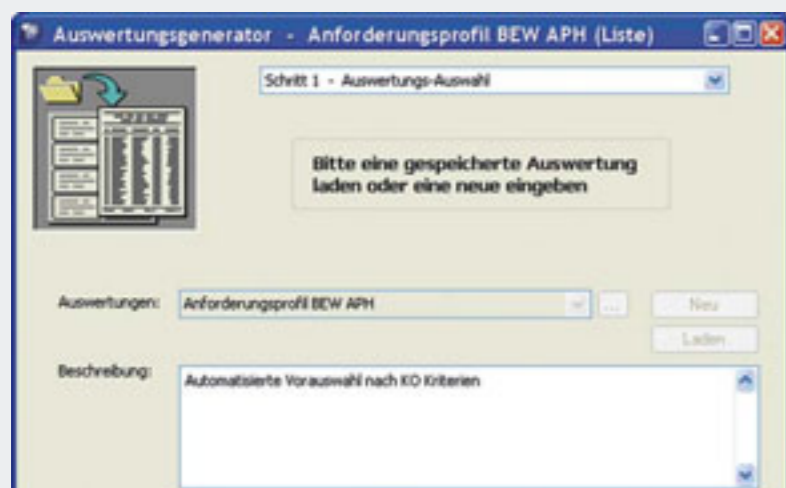 Auswertungsgenerator - Anforderungsprofil BEW APH (Liste)
Schritt 1 - Auswertungs-Auswahl
Bitte eine gespeicherte Auswertung
laden oder eine neue eingeben
Auswertungen:
Anforderungsprofil BEW APH
...
Neu
Laden
Beschreibung:
Automatisierte Vorauswahl nach KO Kriterien